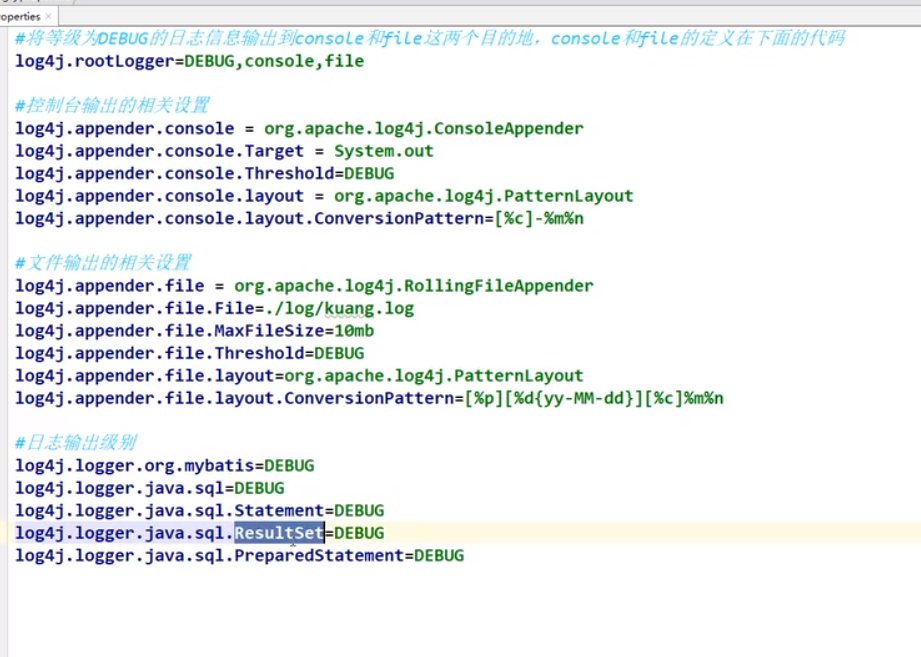 operties ×
#将等级为DEBUG的日志信息输出到console和file这两个目的地，console和file的定义在下面的代码
log4j.rootLogger=DEBUG,console,file
#控制台输出的相关设置
log4j.appender.console = org.apache.log4j.ConsoleAppender
log4j.appender.console.Target = System.out
log4j.appender.console.Threshold=DEBUG
log4j.appender.console.layout = org.apache.log4j.PatternLayout
log4j.appender.console.layout.ConversionPattern=[%c]-%m%n
#文件输出的相关设置
log4j.appender.file = org.apache.log4j.RollingFileAppender
log4j.appender.file.File=./log/kuang.log
log4j.appender.file.MaxFileSize=10mb
log4j.appender.file.Threshold=DEBUG
log4j.appender.file.layout=org.apache.log4j.PatternLayout
log4j.appender.file.layout.ConversionPattern=[%p][%d{yy-MM-dd}][%c]%m%n
#日志输出级别
log4j.logger.org.mybatis=DEBUG
log4j.logger.java.sql=DEBUG
log4j.logger.java.sql.Statement=DEBUG
log4j.logger.java.sql.ResultSet=DEBUG
log4j.logger.java.sql.PreparedStatement=DEBUG